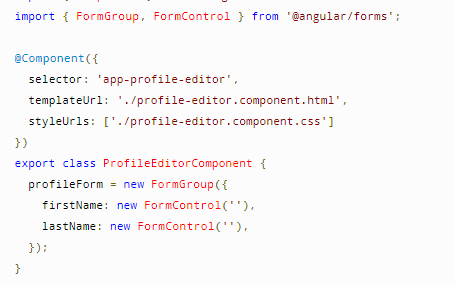 import { FormGroup, FormControl } from '@angular/forms';
@Component({
  selector: 'app-profile-editor',
  templateUrl: './profile-editor.component.html',
  styleUrls: ['./profile-editor.component.css']
})
export class ProfileEditorComponent {
  profileForm = new FormGroup({
    firstName: new FormControl(''),
    lastName: new FormControl(''),
  });
}